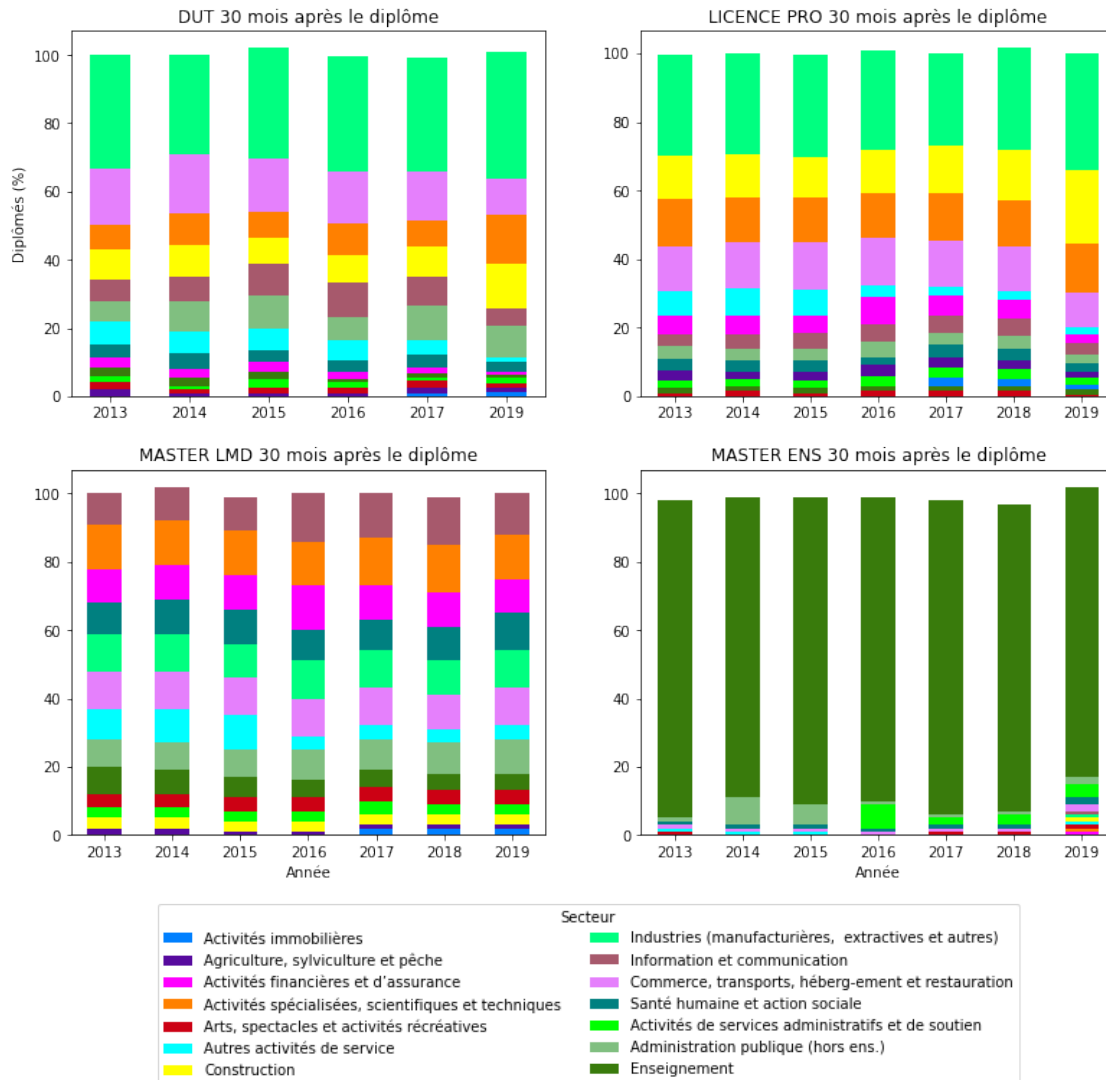 DUT 30 mois après le diplôme
100
80
60
40
20
0
Diplômés (%)
2013 2014 2015 2016 2017 2019
LICENCE PRO 30 mois après le diplôme
100
80
60
40
20
0
2013 2014 2015 2016 2017 2018 2019
MASTER LMD 30 mois après le diplôme
100
80
60
40
20
0
2013 2014 2015 2016 2017 2018 2019
Année
MASTER ENS 30 mois après le diplôme
100
80
60
40
20
0
2013 2014 2015 2016 2017 2018 2019
Année
Secteur
Activités immobilières
Agriculture, sylviculture et pêche
Activités financières et d’assurance
Activités spécialisées, scientifiques et techniques
Arts, spectacles et activités récréatives
Autres activités de service
Construction
Industries (manufacturières,  extractives et autres)
Information et communication
Commerce, transports, héberg-ement et restauration
Santé humaine et action sociale
Activités de services administratifs et de soutien
Administration publique (hors ens.)
Enseignement